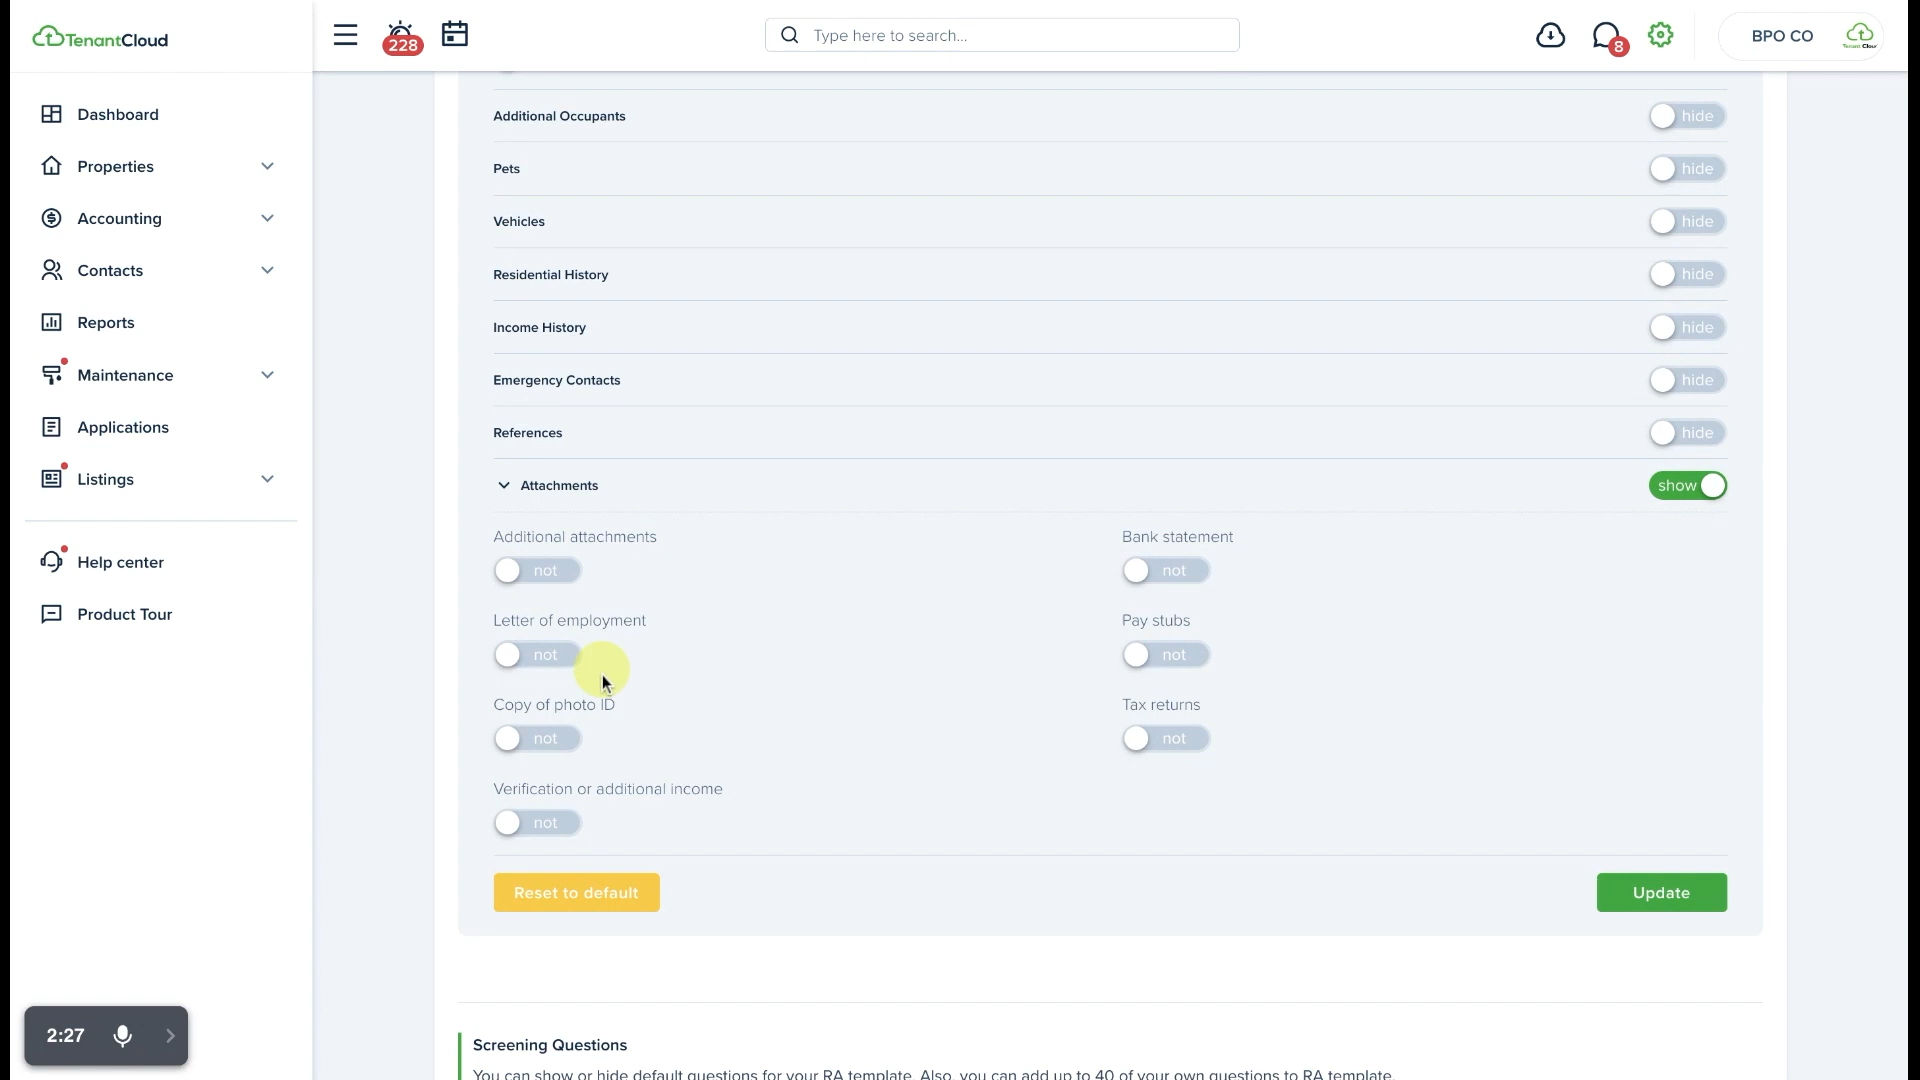 TenantCloud
228
Type here to search...
8
BPO CO
Tenant Cloud
Dashboard
Properties
Accounting
Contacts
Reports
Maintenance
Applications
Listings
Help center
Product Tour
2:27
Additional Occupants
hide
Pets
hide
Vehicles
hide
Residential History
hide
Income History
hide
Emergency Contacts
hide
References
hide
Attachments
show
Additional attachments
Bank statement
not
not
Letter of employment
Pay stubs
not
not
Copy of photo ID
Tax returns
not
not
Verification or additional income
not
Reset to default
Update
Screening Questions
You can show or hide default questions for your RA template. Also, you can add up to 40 of your own questions to RA template.